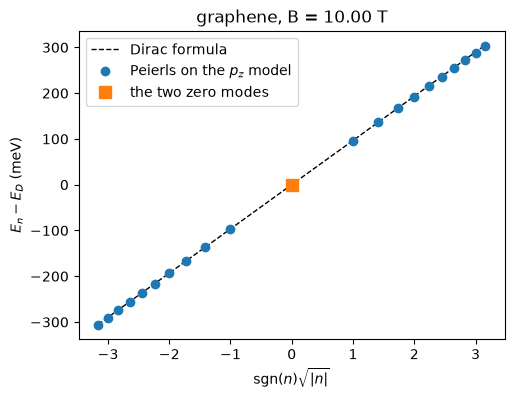 graphene, B = 10.00 T
Dirac formula
Peierls on the $p_z$ model
the two zero modes
$E_n - E_D$ (meV)
300
200
100
0
−100
−200
−300
−3 −2 −1 0 1 2 3
sgn(n)√|n|